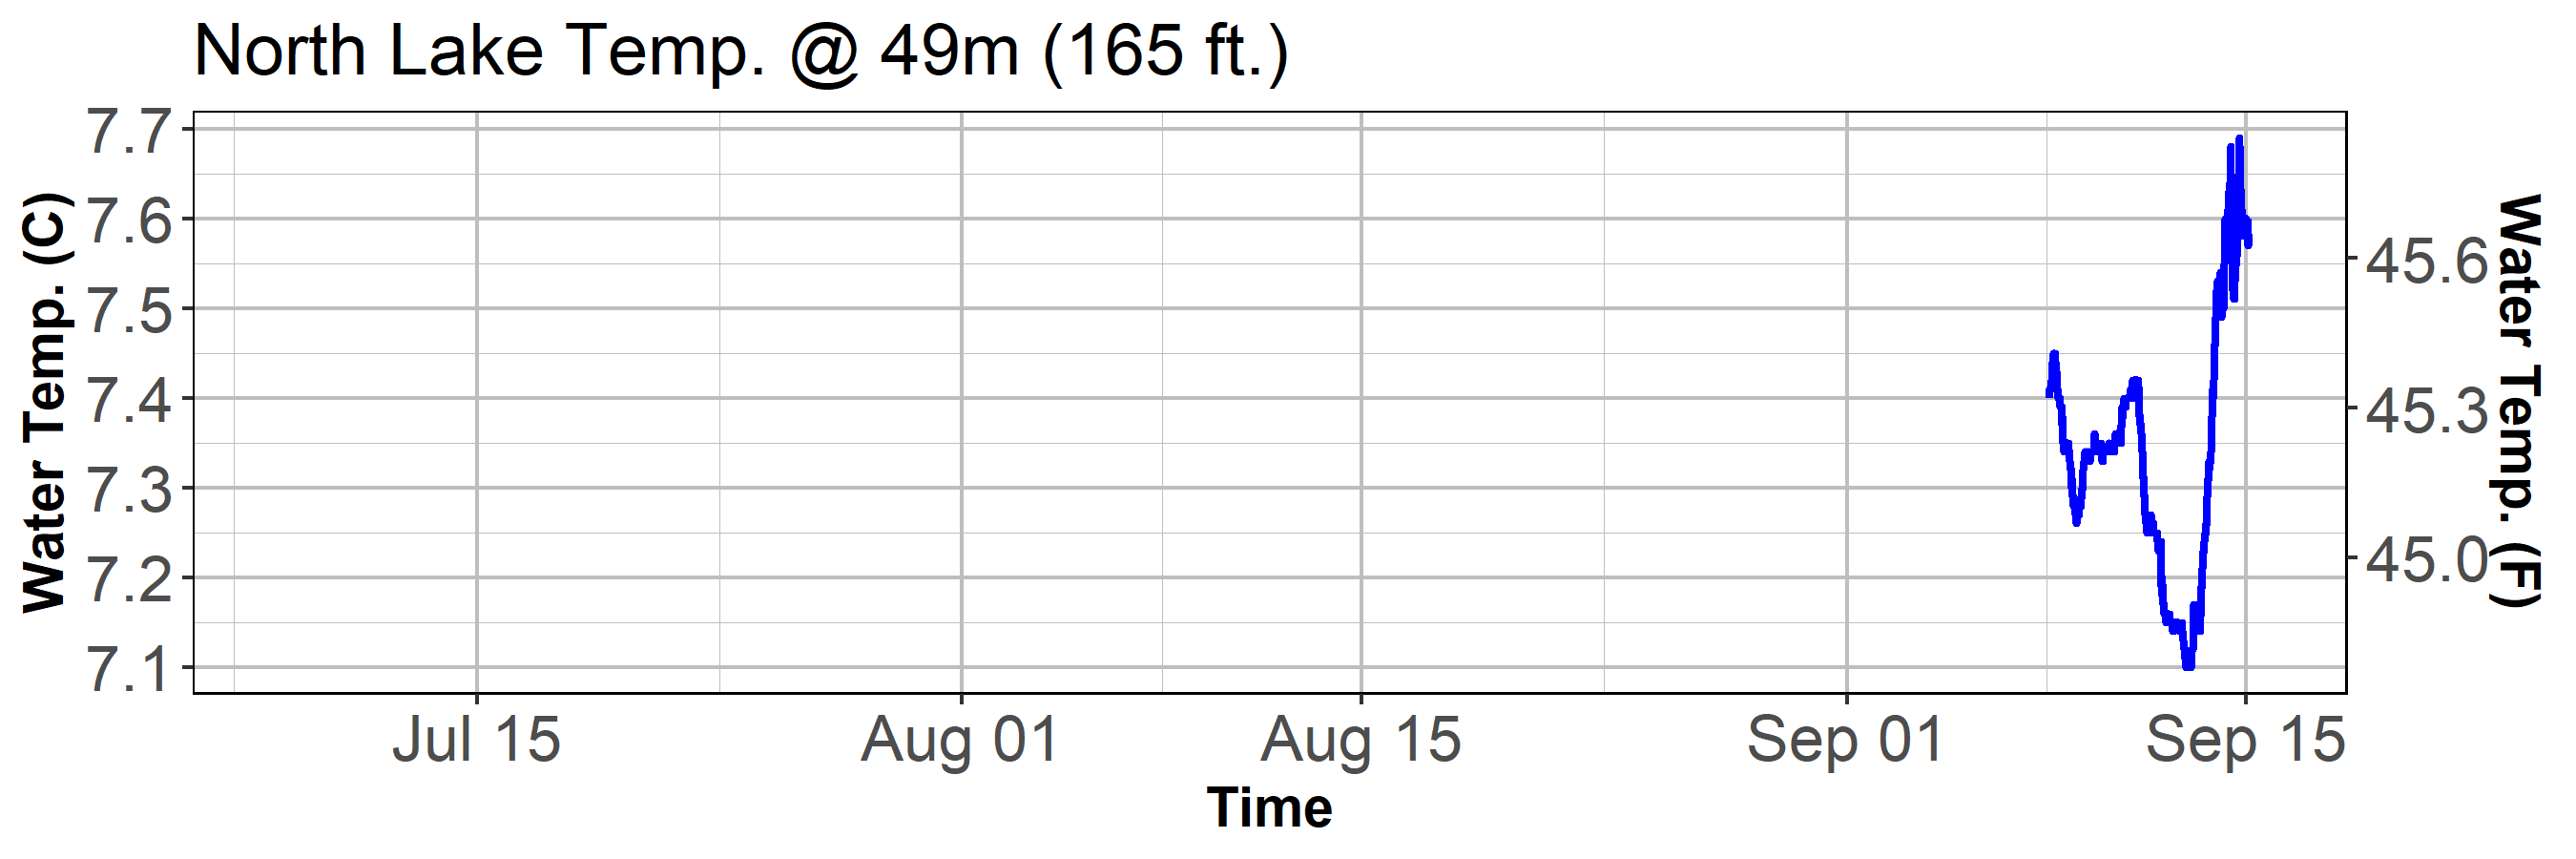 North Lake Temp. @ 49m (165 ft.)
Water Temp. (C)
7.7
7.6
7.5
7.4
7.3
7.2
7.1
45.6
45.3
45.0
Water Temp. (F)
Jul 15 Aug 01 Aug 15 Sep 01 Sep 15
Time